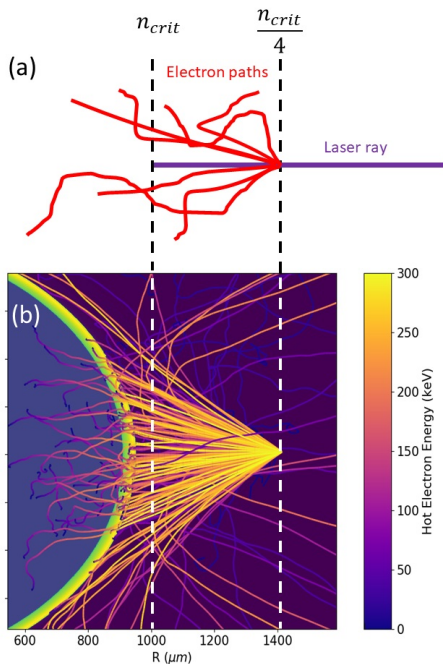 n_crit
n_crit
4
(a)
Electron paths
Laser ray
(b)
300
250
200
150
100
50
0
Hot Electron Energy (keV)
600
800
1000
1200
1400
R (μm)